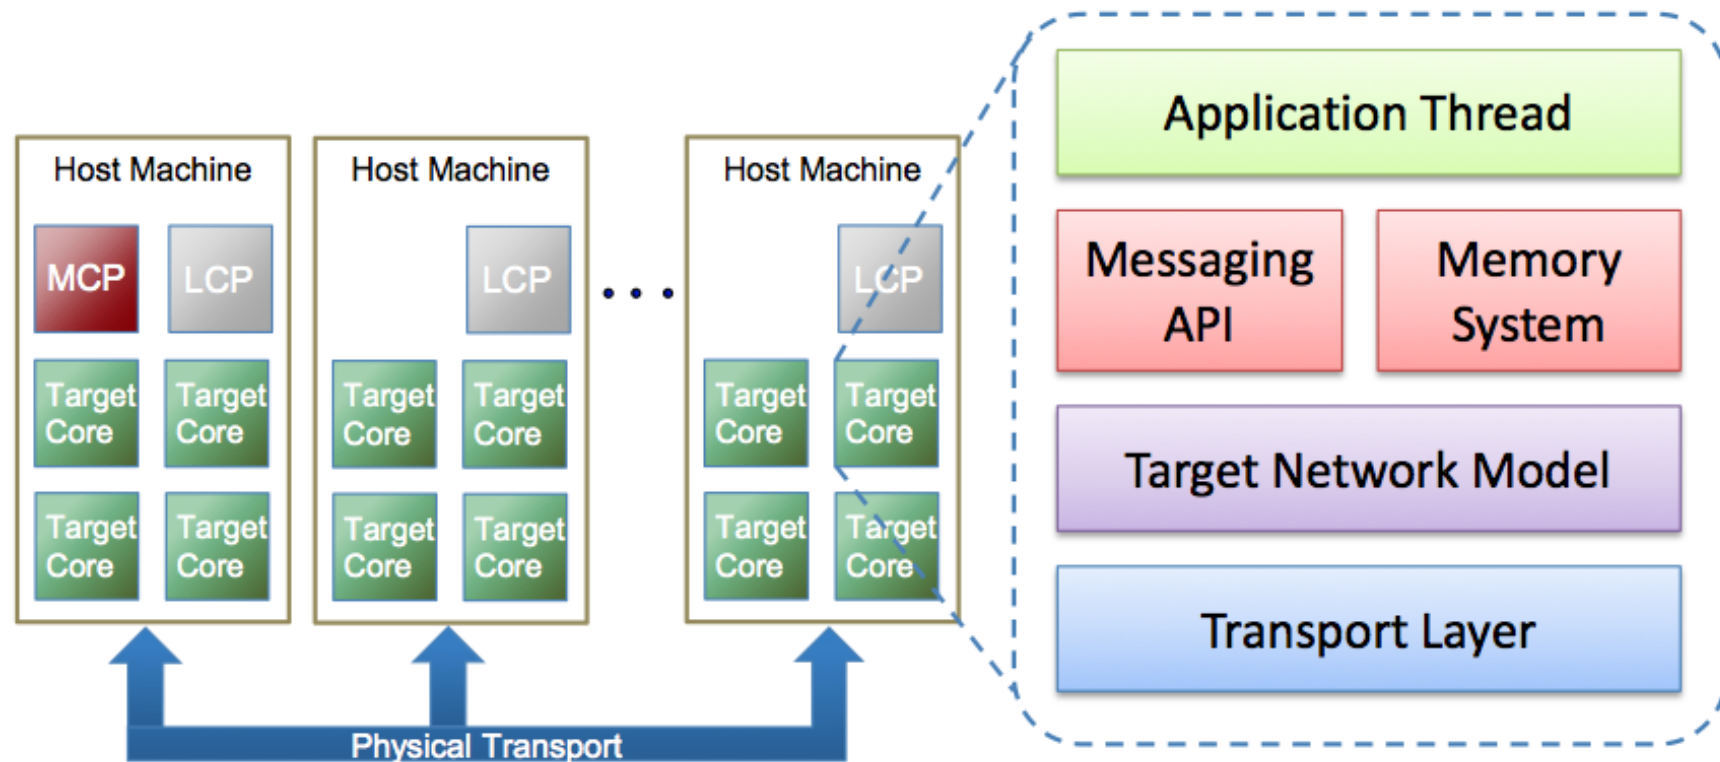 Host Machine
MCP
LCP
Target
Core
Target
Core
Target
Core
Target
Core
Host Machine
LCP
Target
Core
Target
Core
Target
Core
Target
Core
Host Machine
LCP
Target
Core
Target
Core
Target
Core
Target
Core
Physical Transport
Application Thread
Messaging
API
Memory
System
Target Network Model
Transport Layer